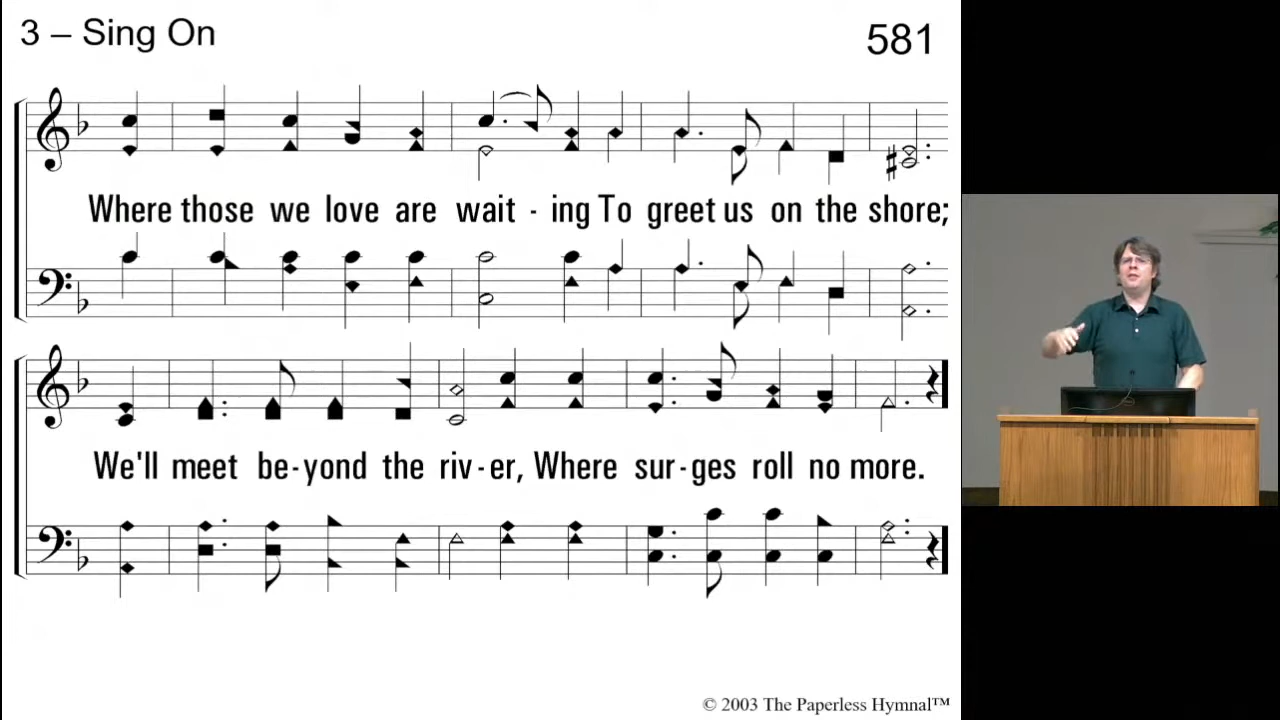 3 – Sing On
581
Where those we love are wait - ing To greet us on the shore;
We'll meet be-yond the riv-er, Where sur-ges roll no more.
© 2003 The Paperless Hymnal™